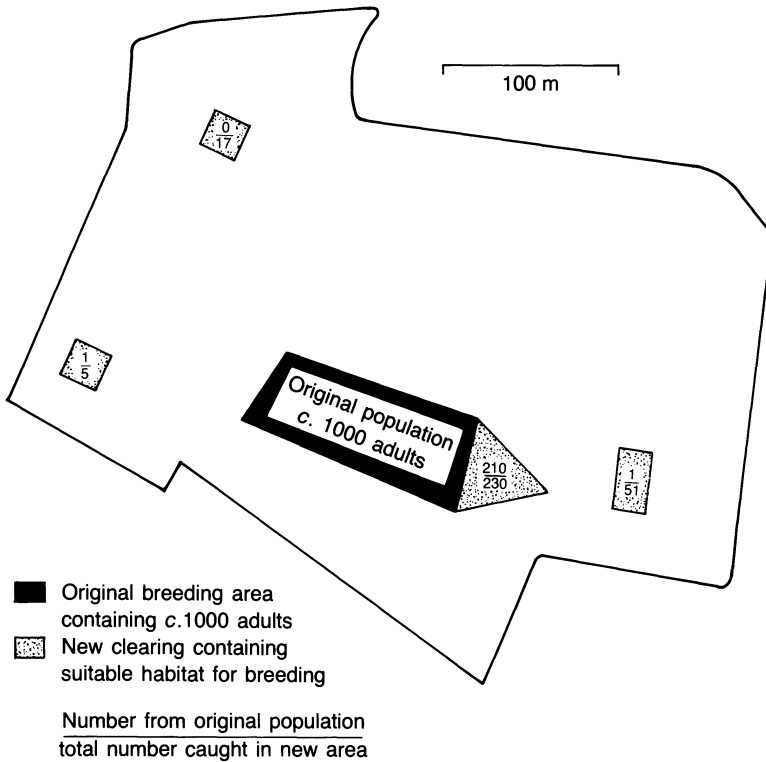 100 m
0
17
1
5
Original population
c. 1000 adults
210
230
1
51
Original breeding area
containing c.1000 adults
New clearing containing
suitable habitat for breeding
Number from original population
total number caught in new area